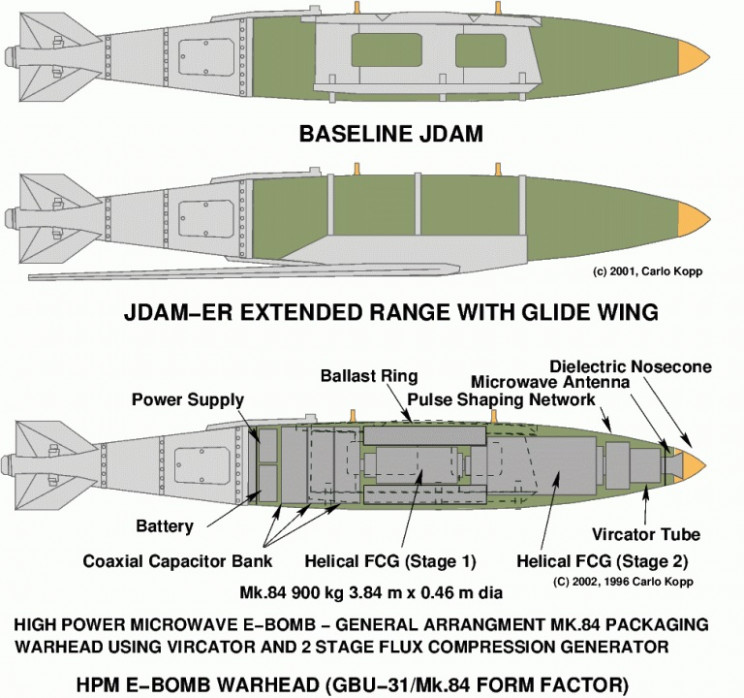 BASELINE JDAM
(c) 2001, Carlo Kopp
JDAM-ER EXTENDED RANGE WITH GLIDE WING
Dielectric Nosecone
Ballast Ring
Microwave Antenna
Power Supply
Pulse Shaping Network
Battery
Vircator Tube
Coaxial Capacitor Bank
Helical FCG (Stage 1)
Helical FCG (Stage 2)
(C) 2002, 1996 Carlo Kopp
Mk.84 900 kg 3.84 m x 0.46 m dia
HIGH POWER MICROWAVE E-BOMB - GENERAL ARRANGMENT MK.84 PACKAGING
WARHEAD USING VIRCATOR AND 2 STAGE FLUX COMPRESSION GENERATOR
HPM E-BOMB WARHEAD (GBU-31/Mk.84 FORM FACTOR)